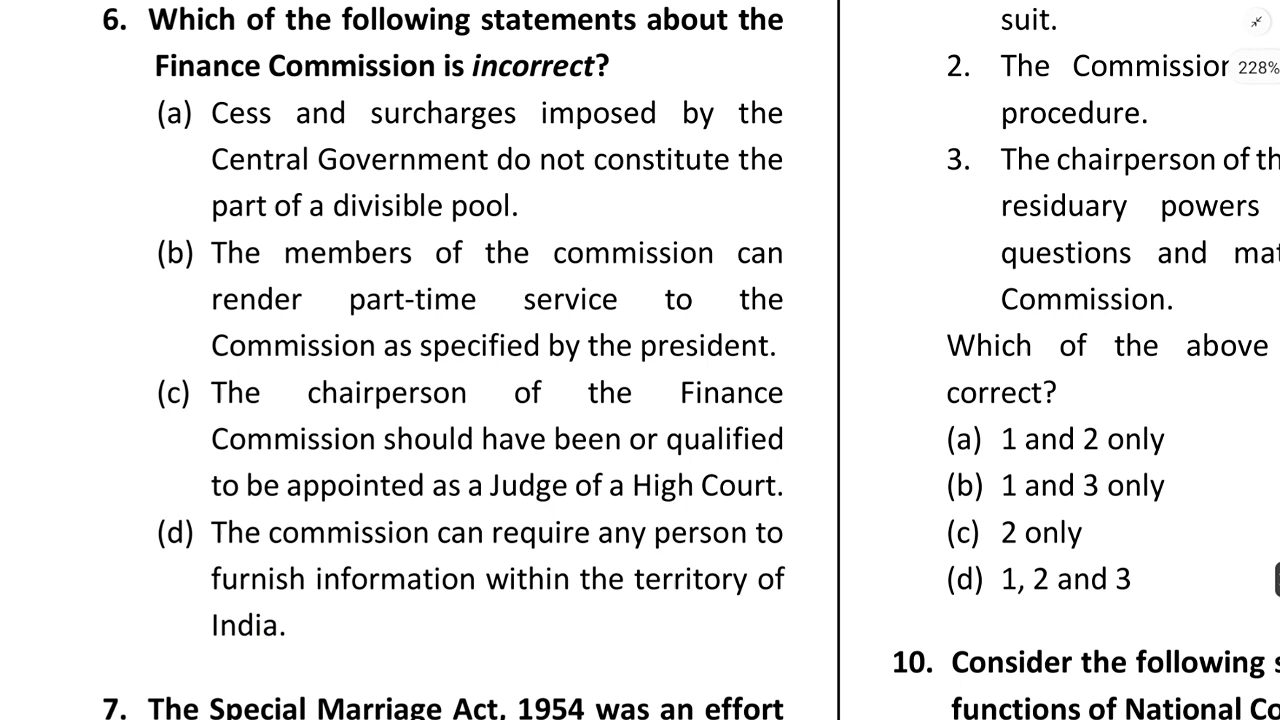 6. Which of the following statements about the
Finance Commission is incorrect?
(a) Cess and surcharges imposed by the
Central Government do not constitute the
part of a divisible pool.
(b) The members of the commission can
render part-time service to the
Commission as specified by the president.
(c) The chairperson of the Finance
Commission should have been or qualified
to be appointed as a Judge of a High Court.
(d) The commission can require any person to
furnish information within the territory of
India.
7. The Special Marriage Act, 1954 was an effort
suit.
2. The Commission
procedure.
3. The chairperson of
residuary powers
questions and
Commission.
Which of the above
correct?
(a) 1 and 2 only
(b) 1 and 3 only
(c) 2 only
(d) 1, 2 and 3
10. Consider the following
functions of National
228%